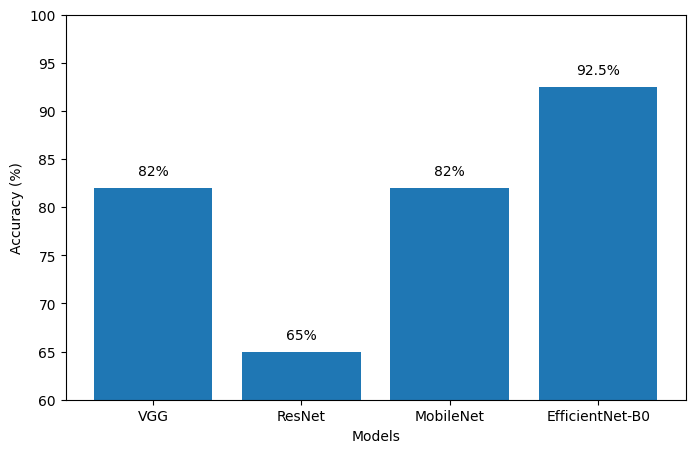 100
95
90
85
80
75
70
65
60
Accuracy (%)
82%
65%
82%
92.5%
VGG
ResNet
MobileNet
EfficientNet-B0
Models